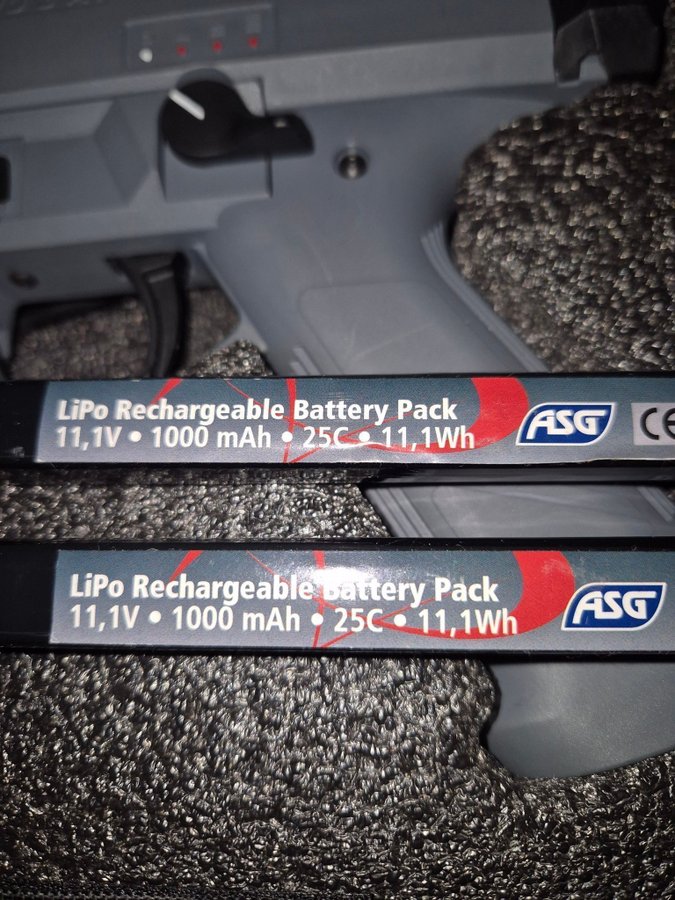 LiPo Rechargeable Battery Pack
11,1V • 1000 mAh • 25C • 11,1Wh
ASG
CE
LiPo Rechargeable Battery Pack
11,1V • 1000 mAh • 25C • 11,1Wh
ASG